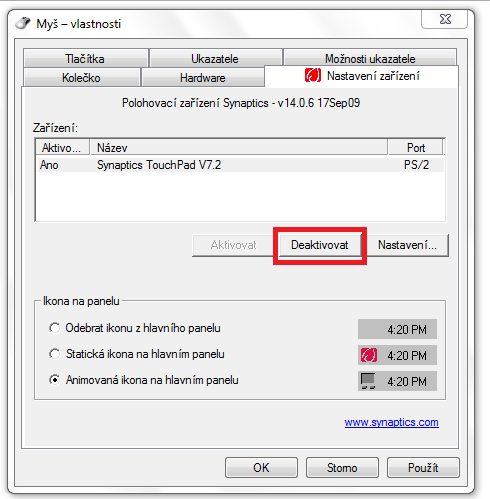 Myš – vlastnosti
Tlačítka Ukazatele Možnosti ukazatele
Kolečko Hardware Nastavení zařízení
Polohovací zařízení Synaptics - v14.0.6 17Sep09
Zařízení:
Aktivo... Název Port
Ano Synaptics TouchPad V7.2 PS/2
Aktivovat Deaktivovat Nastavení...
Ikona na panelu
Odebrat ikonu z hlavního panelu 4:20 PM
Statická ikona na hlavním panelu 4:20 PM
Animovaná ikona na hlavním panelu 4:20 PM
www.synaptics.com
OK Storno Použít